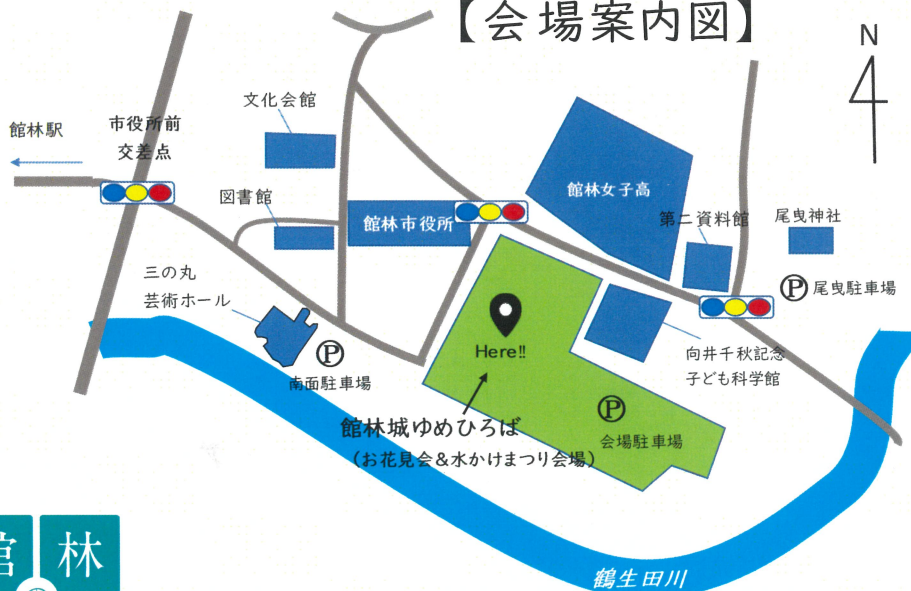 【会場案内図】
N
文化会館
館林駅
市役所前
交差点
館林女子高
図書館
館林市役所
第二資料館
尾曳神社
三の丸
芸術ホール
P
尾曳駐車場
Here!!
P
南面駐車場
向井千秋記念
子ども科学館
P
会場駐車場
館林城ゆめひろば
（お花見会&水かけまつり会場）
館林
鶴生田川